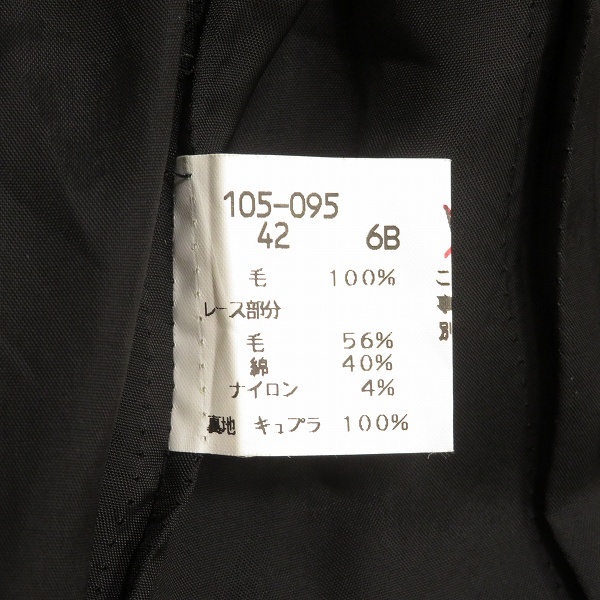 105-095
42 6B
毛 100%
レース部分
毛 56%
綿 40%
ナイロン 4%
裏地 キュプラ 100%